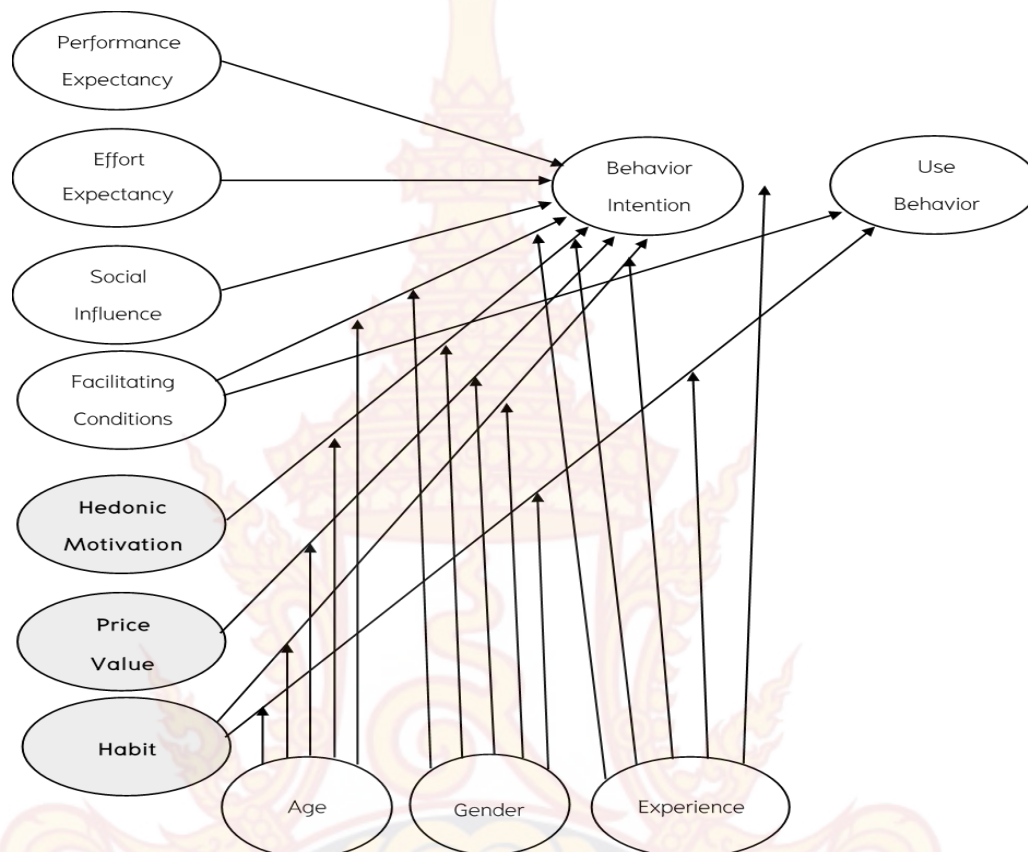 Performance
Expectancy
Effort
Expectancy
Social
Influence
Facilitating
Conditions
Hedonic
Motivation
Price
Value
Habit
Behavior
Intention
Use
Behavior
Age
Gender
Experience